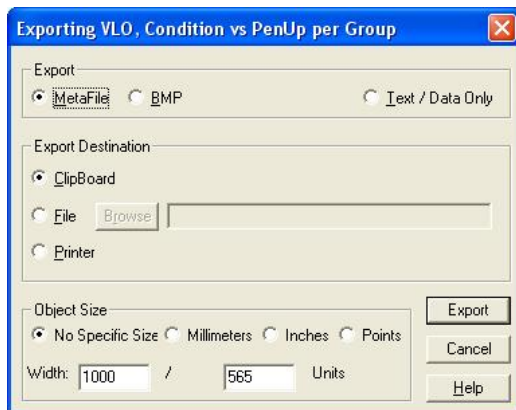 Exporting VLO, Condition vs PenUp per Group
Export
MetaFile BMP Text / Data Only
Export Destination
ClipBoard
File Browse
Printer
Object Size
No Specific Size Millimeters Inches Points
Width: 1000 / 565 Units
Export
Cancel
Help